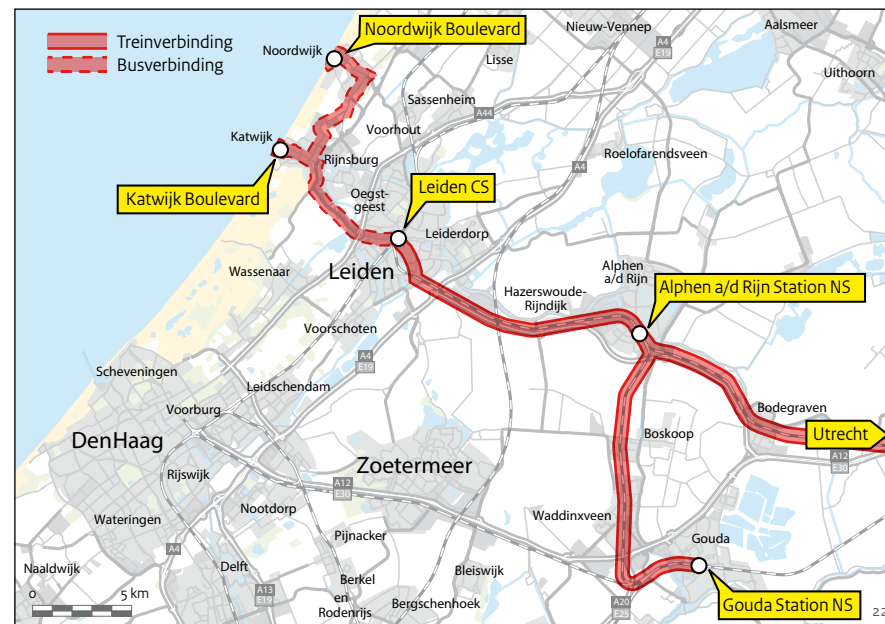 Treinverbinding
Busverbinding
Noordwijk Boulevard
Noordwijk
Nieuw-Vennep
Aalsmeer
A4
E19
Lisse
Uithoorn
Sassenheim
A44
Voorhout
Katwijk
Rijnsburg
A4
Roelofarendsveen
Katwijk Boulevard
Oegst-
geest
Leiden CS
Leiderdorp
Wassenaar
Leiden
Alphen
a/d Rijn
Hazerswoude-
Rijndijk
Alphen a/d Rijn Station NS
Voorschoten
A4
E19
Scheveningen
Leidschendam
Voorburg
Bodegraven
DenHaag
Boskoop
Utrecht
Zoetermeer
A12
E30
Rijswijk
A12
E30
Nootdorp
Waddinxveen
Wateringen
Pijnacker
Gouda
A4
Naaldwijk
Delft
Bleiswijk
Berkel
en
Rodenrijs
A13
E19
Bergschenhoek
A20
E25
Gouda Station NS
0
5 km
22